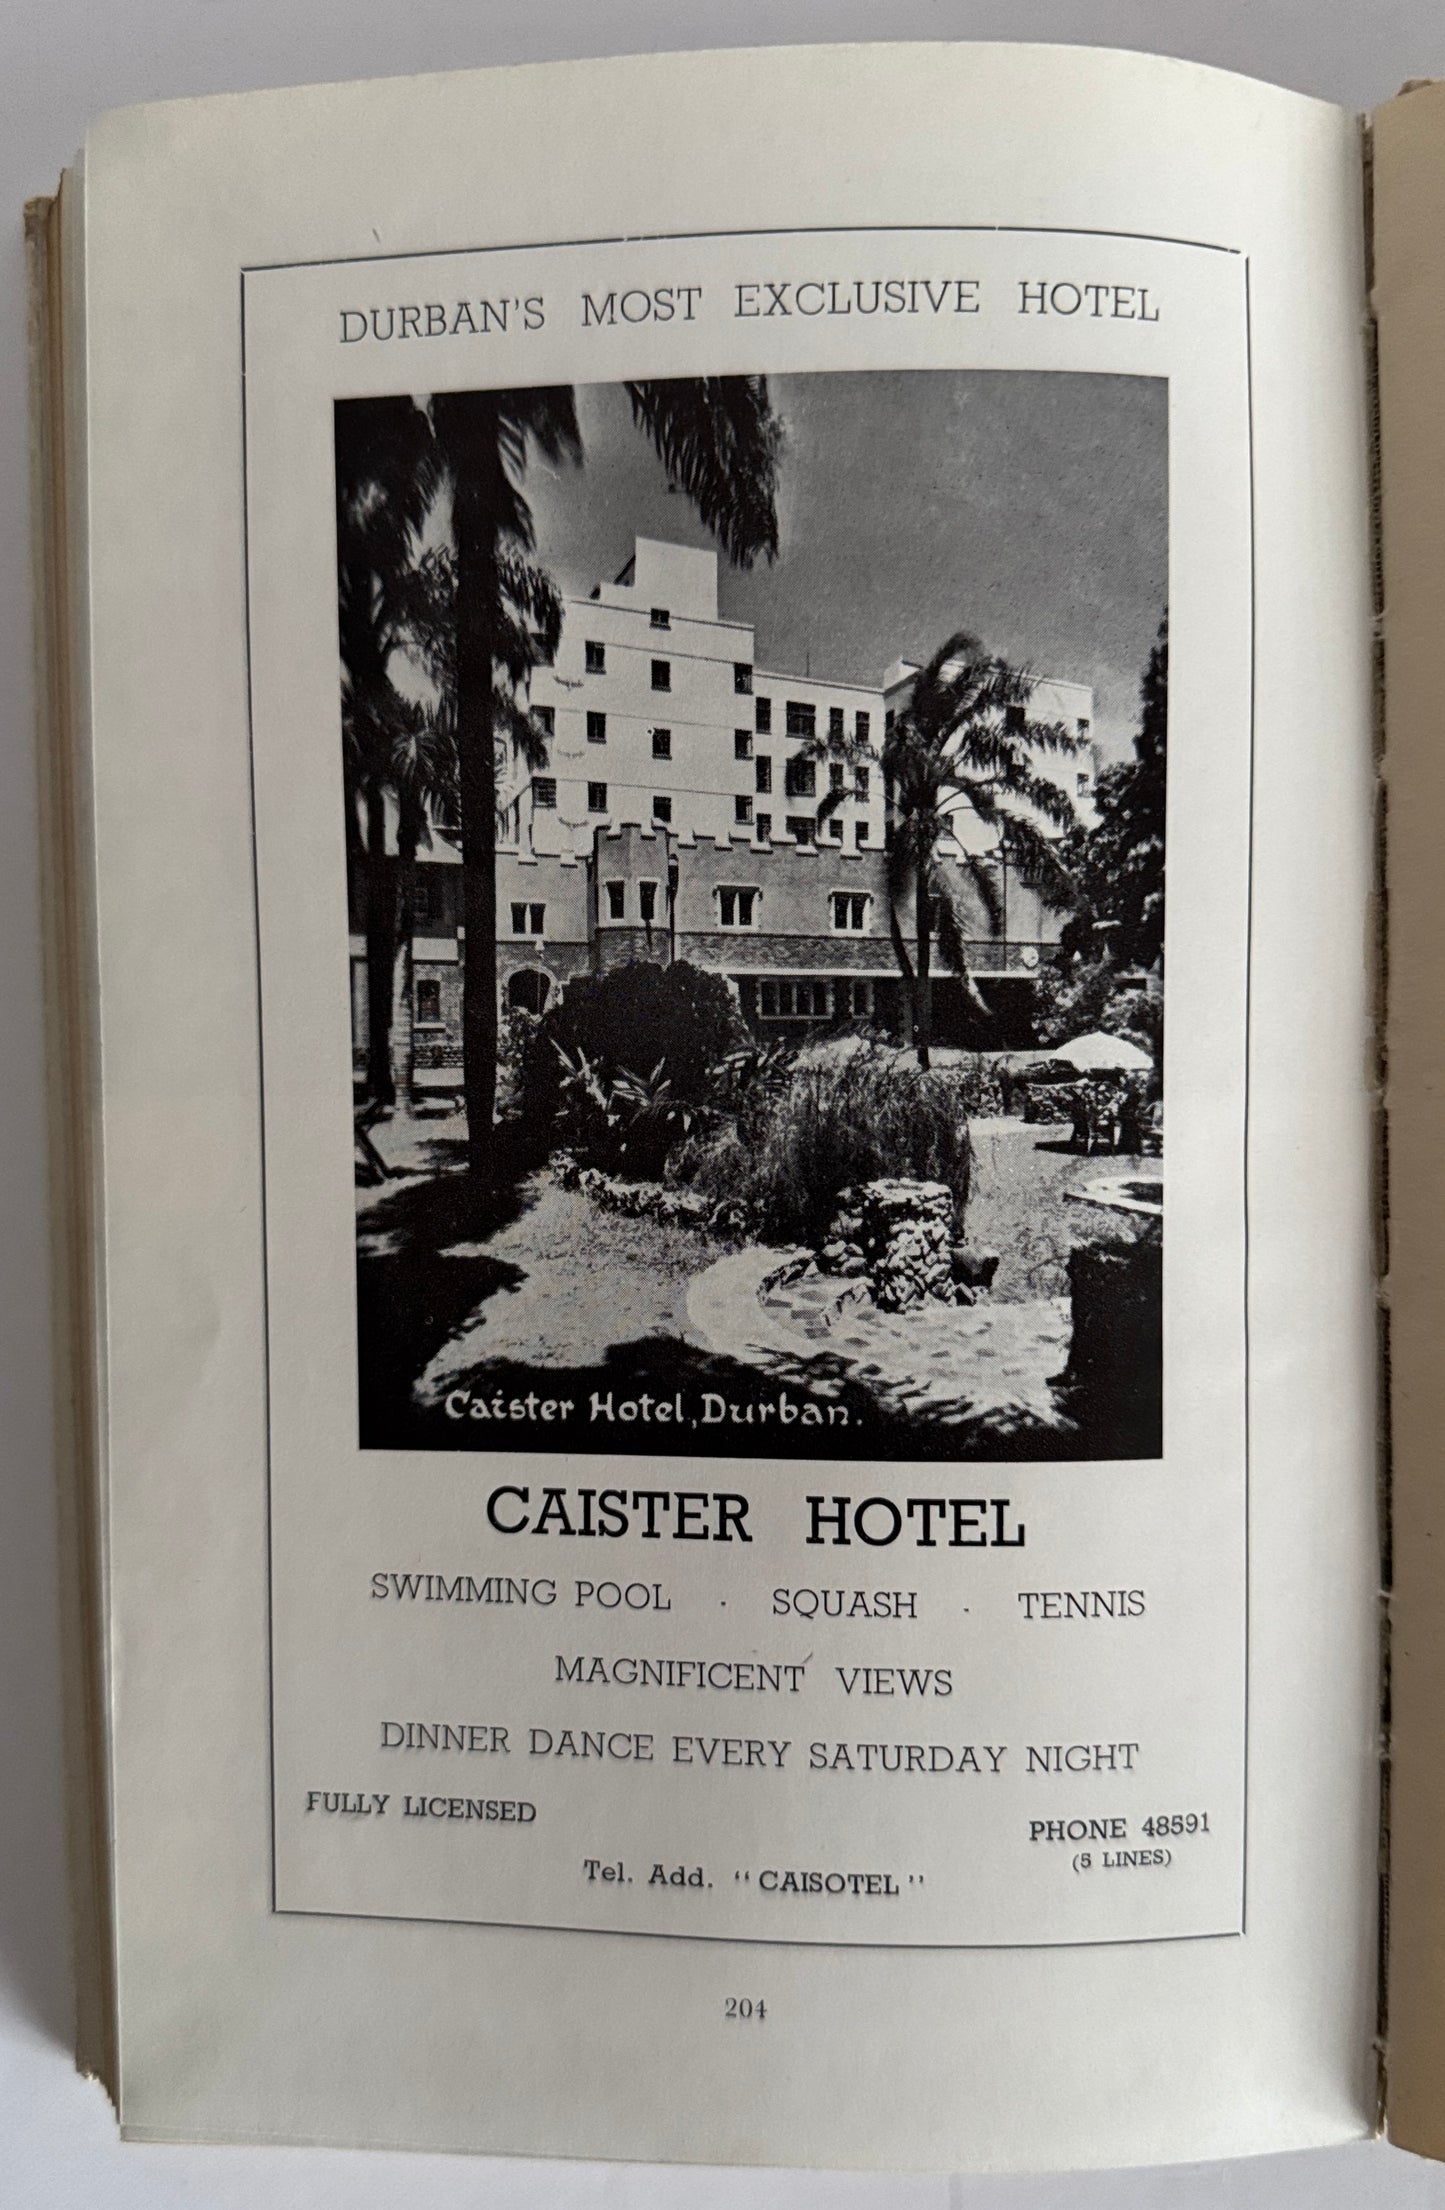 DURBAN'S MOST EXCLUSIVE HOTEL
Caister Hotel, Durban.
CAISTER HOTEL
SWIMMING POOL · SQUASH · TENNIS
MAGNIFICENT VIEWS
DINNER DANCE EVERY SATURDAY NIGHT
FULLY LICENSED
PHONE 48591
(5 LINES)
Tel. Add. "CAISOTEL"
204